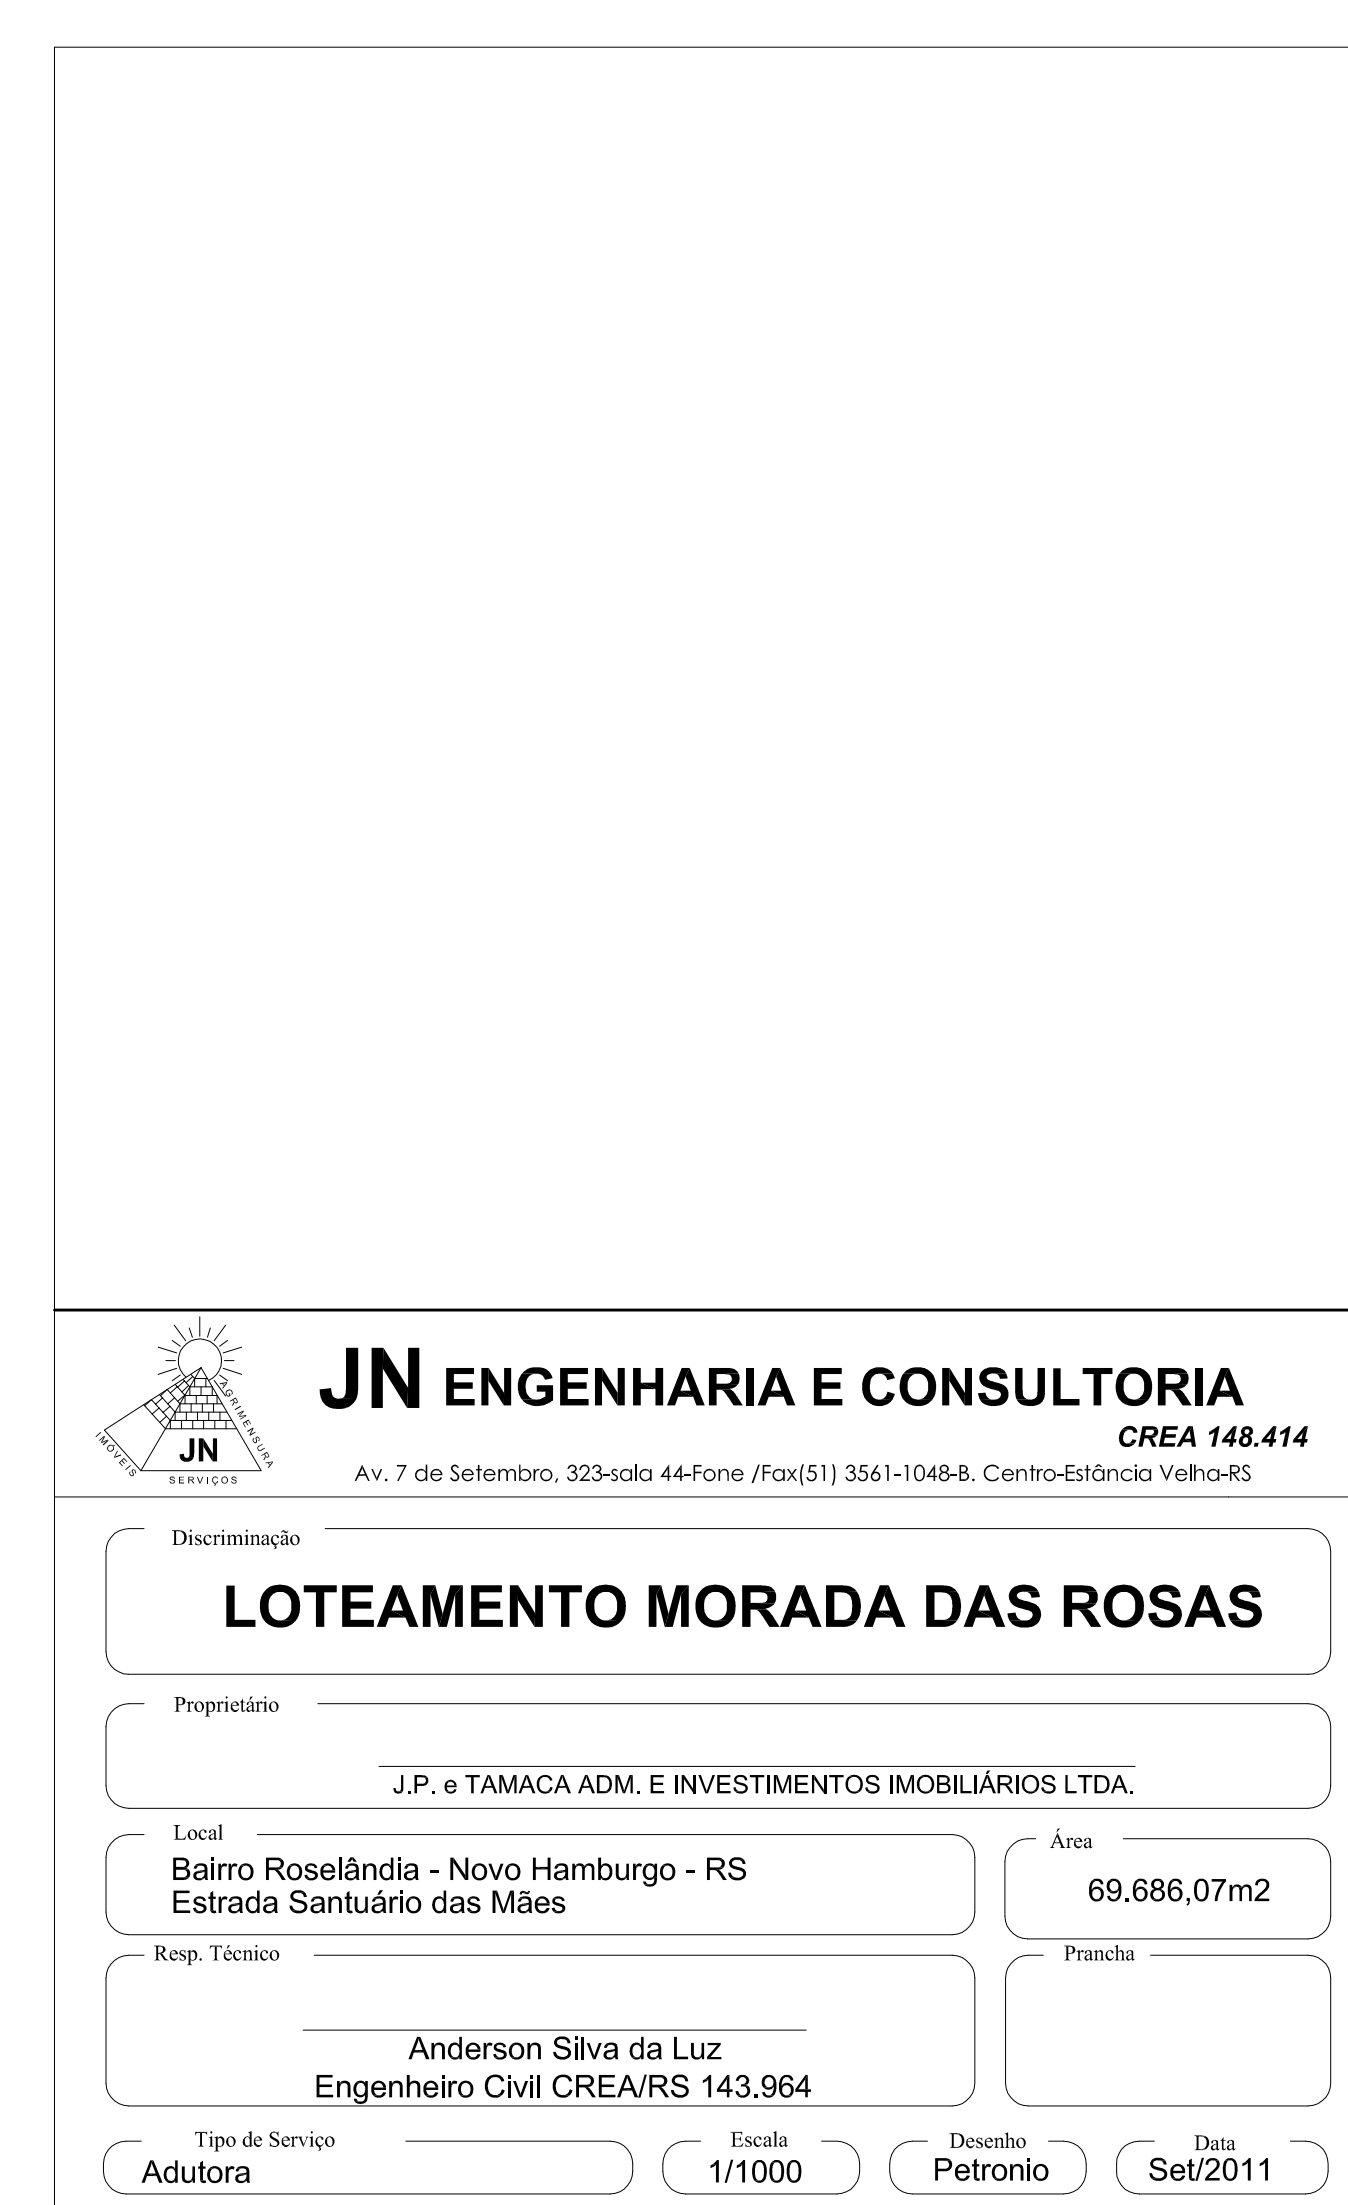 JN ENGENHARIA E CONSULTORIA
CREA 148.414
Av. 7 de Setembro, 323-sala 44-Fone /Fax(51) 3561-1048-B. Centro-Estância Velha-RS
IMÓVEIS
AGRIMENSURA
JN
SERVIÇOS
Discriminação
LOTEAMENTO MORADA DAS ROSAS
Proprietário
J.P. e TAMACA ADM. E INVESTIMENTOS IMOBILIÁRIOS LTDA.
Local
Bairro Roselândia - Novo Hamburgo - RS
Estrada Santuário das Mães
Área
69.686,07m2
Resp. Técnico
Anderson Silva da Luz
Engenheiro Civil CREA/RS 143.964
Prancha
Tipo de Serviço
Adutora
Escala
1/1000
Desenho
Petronio
Data
Set/2011